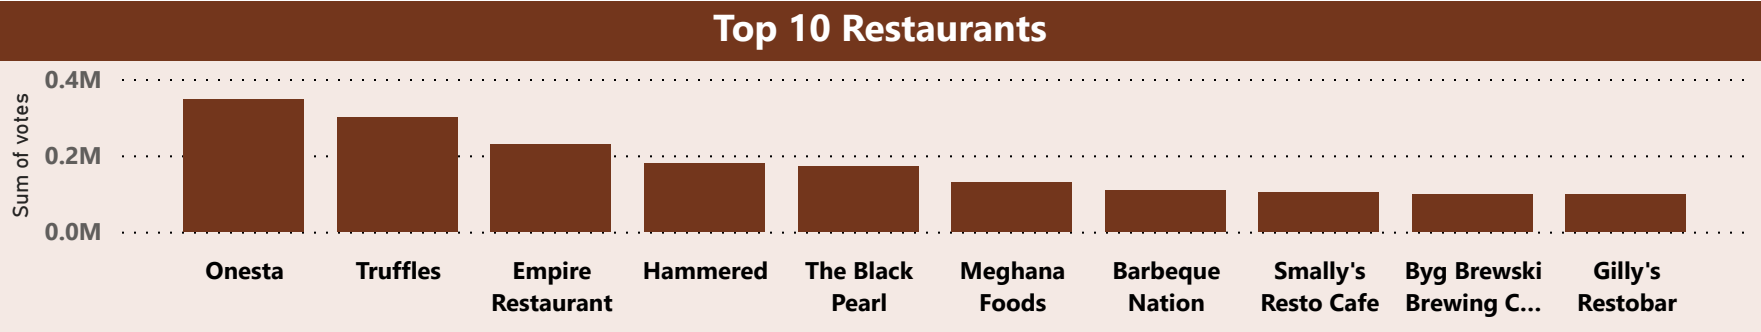 Top 10 Restaurants
0.4M
Sum of votes
0.2M
0.0M
Onesta
Truffles
Empire
Restaurant
Hammered
The Black
Pearl
Meghana
Foods
Barbeque
Nation
Smally's
Resto Cafe
Byg Brewski
Brewing C...
Gilly's
Restobar